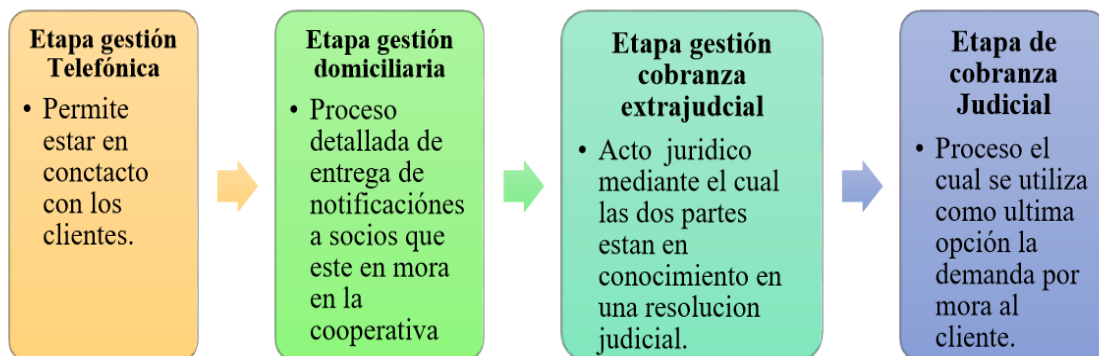 Etapa gestión
Telefónica
• Permite
estar en
conctacto
con los
clientes.
Etapa gestión
domiciliaria
• Proceso
detallada de
entrega de
notificaciónes
a socios que
este en mora
en la
cooperativa
Etapa gestión
cobranza
extrajudcial
• Acto juridico
mediante el cual
las dos partes
estan en
conocimiento en
una resolucion
judicial.
Etapa de
cobranza
Judicial
• Proceso el
cual se utiliza
como ultima
opción la
demanda por
mora al
cliente.